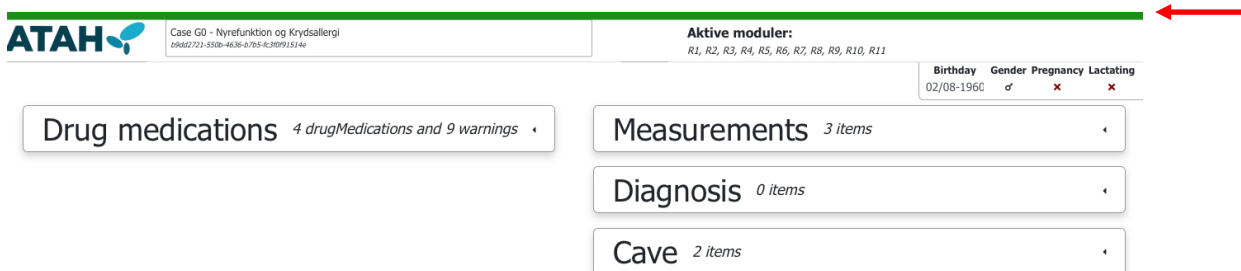 ATAH
Case G0 - Nyrefunktion og Krydsallergi
b9dd2721-550b-4636-b7b5-fc3f0f91514e
Aktive moduler:
R1, R2, R3, R4, R5, R6, R7, R8, R9, R10, R11
Birthday Gender Pregnancy Lactating
02/08-1960 ♂ × ×
Drug medications 4 drugMedications and 9 warnings
Measurements 3 items
Diagnosis 0 items
Cave 2 items